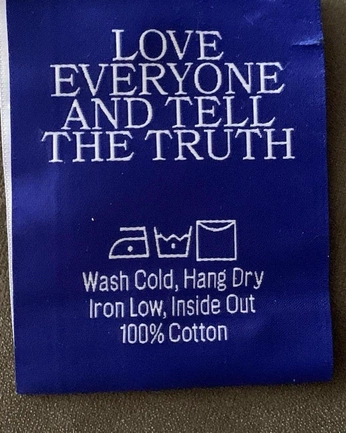 LOVE
EVERYONE
AND TELL
THE TRUTH
Wash Cold, Hang Dry
Iron Low, Inside Out
100% Cotton